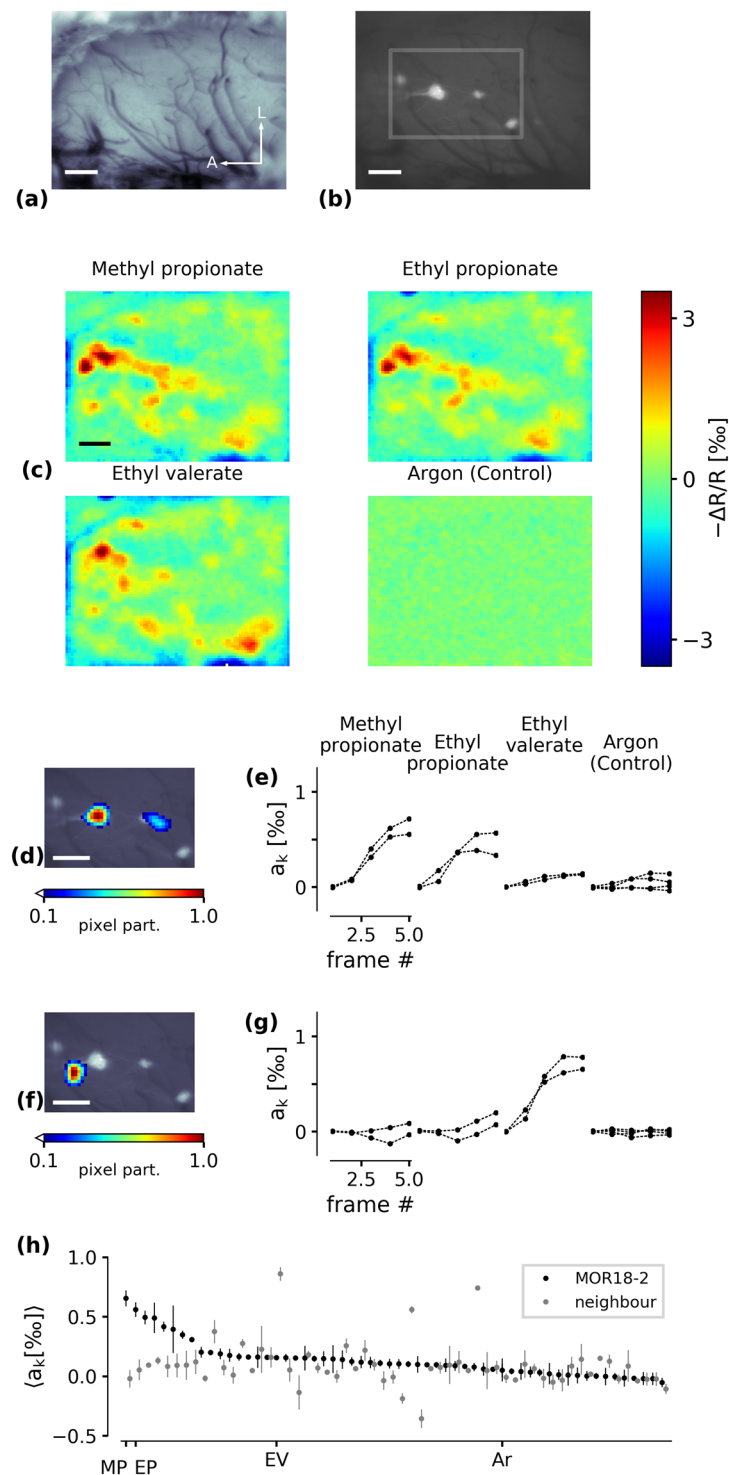 L
A
(a)
(b)
Methyl propionate
Ethyl propionate
(c)
Ethyl valerate
Argon (Control)
3
0
−3
−ΔR/R [‰]
(d)
0.1
1.0
pixel part.
(e)
Methyl
propionate
Ethyl
propionate
Ethyl
valerate
Argon
(Control)
1
0
aₖ [‰]
2.5
5.0
frame #
(f)
0.1
1.0
pixel part.
(g)
1
0
aₖ [‰]
2.5
5.0
frame #
(h)
1.0
0.5
0.0
−0.5
⟨aₖ[‰]⟩
MOR18-2
neighbour
MP EP
EV
Ar